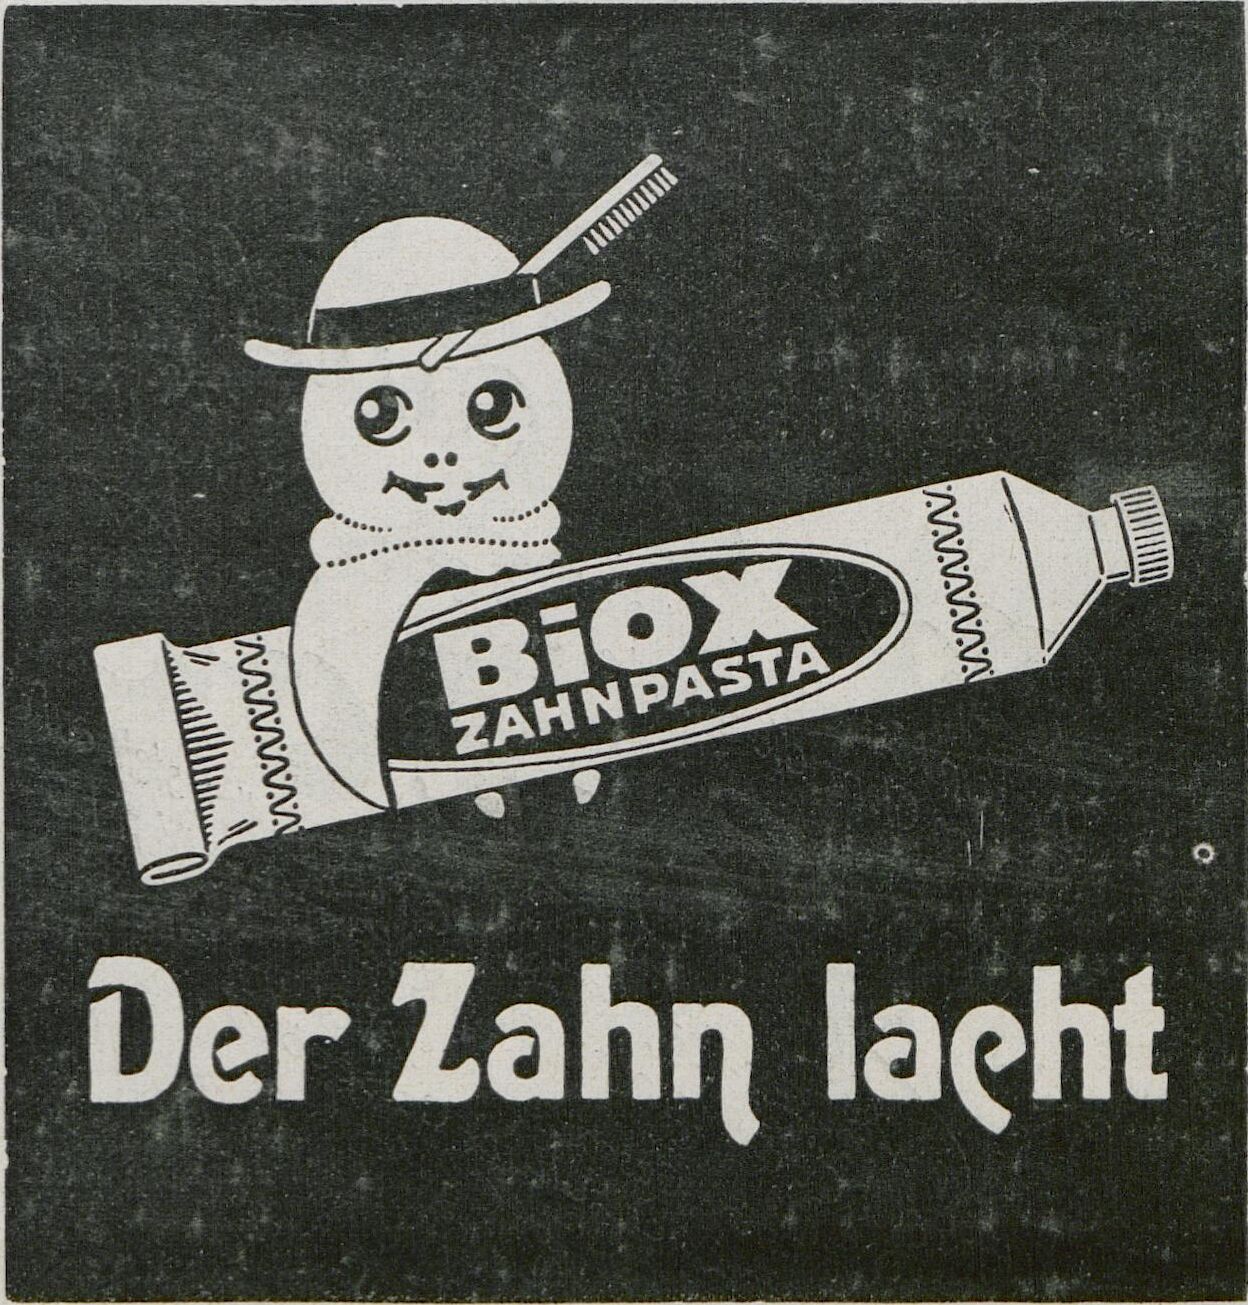 BiOX
ZAHNPASTA
Der Zahn lacht